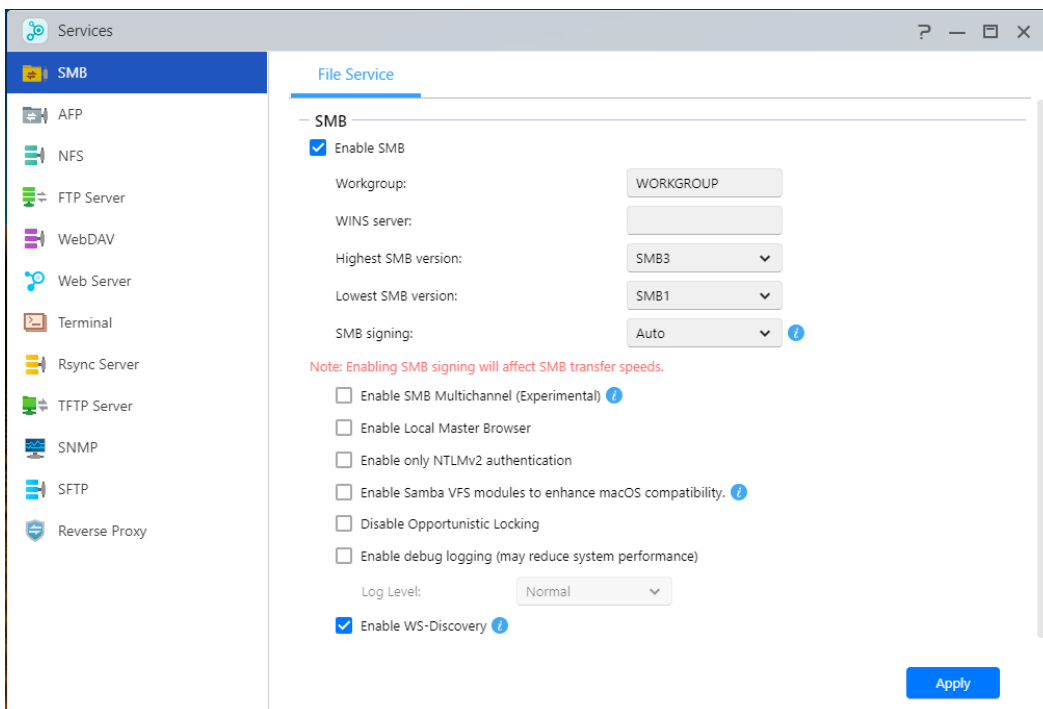 Services
SMB
AFP
NFS
FTP Server
WebDAV
Web Server
Terminal
Rsync Server
TFTP Server
SNMP
SFTP
Reverse Proxy
File Service
SMB
Enable SMB
Workgroup: WORKGROUP
WINS server:
Highest SMB version: SMB3
Lowest SMB version: SMB1
SMB signing: Auto
Note: Enabling SMB signing will affect SMB transfer speeds.
Enable SMB Multichannel (Experimental)
Enable Local Master Browser
Enable only NTLMv2 authentication
Enable Samba VFS modules to enhance macOS compatibility.
Disable Opportunistic Locking
Enable debug logging (may reduce system performance)
Log Level: Normal
Enable WS-Discovery
Apply